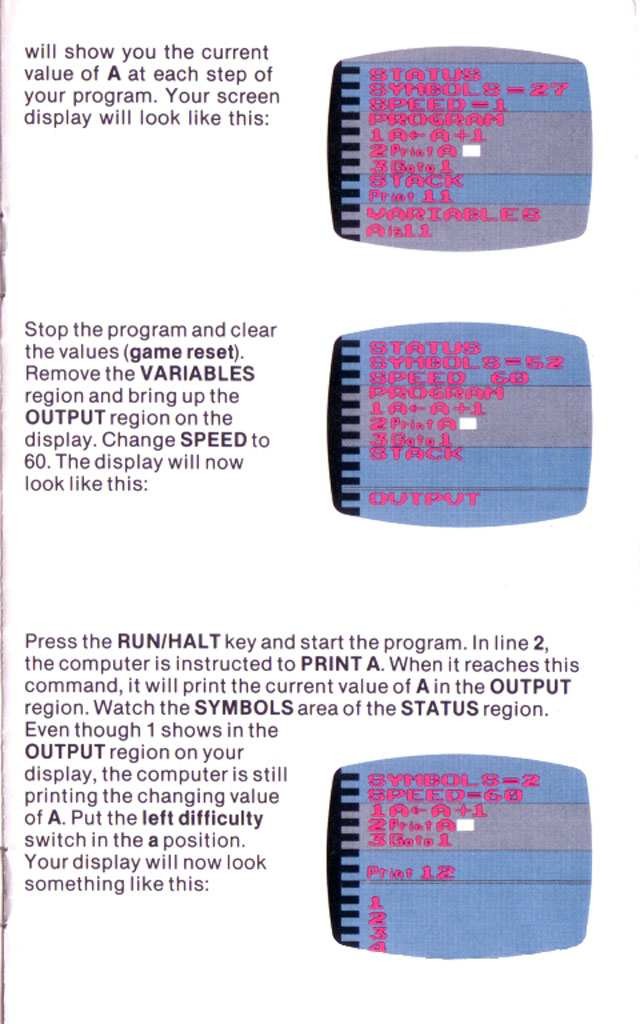 will show you the current
value of A at each step of
your program. Your screen
display will look like this:
STATUS
SYMBOLS=27
SPEED=1
PROGRAM
1 A← A+1
2 Print A
3 Goto 1
STACK
Print 11
VARIABLES
A is 11
Stop the program and clear
the values (game reset).
Remove the VARIABLES
region and bring up the
OUTPUT region on the
display. Change SPEED to
60. The display will now
look like this:
STATUS
SYMBOLS=52
SPEED 60
PROGRAM
1 A← A+1
2 Print A
3 Goto 1
STACK
OUTPUT
Press the RUN/HALT key and start the program. In line 2,
the computer is instructed to PRINT A. When it reaches this
command, it will print the current value of A in the OUTPUT
region. Watch the SYMBOLS area of the STATUS region.
Even though 1 shows in the
OUTPUT region on your
display, the computer is still
printing the changing value
of A. Put the left difficulty
switch in the a position.
Your display will now look
something like this:
SYMBOLS=2
SPEED=60
1 A← A+1
2 Print A
3 Goto 1
Print 12
1
2
3
4